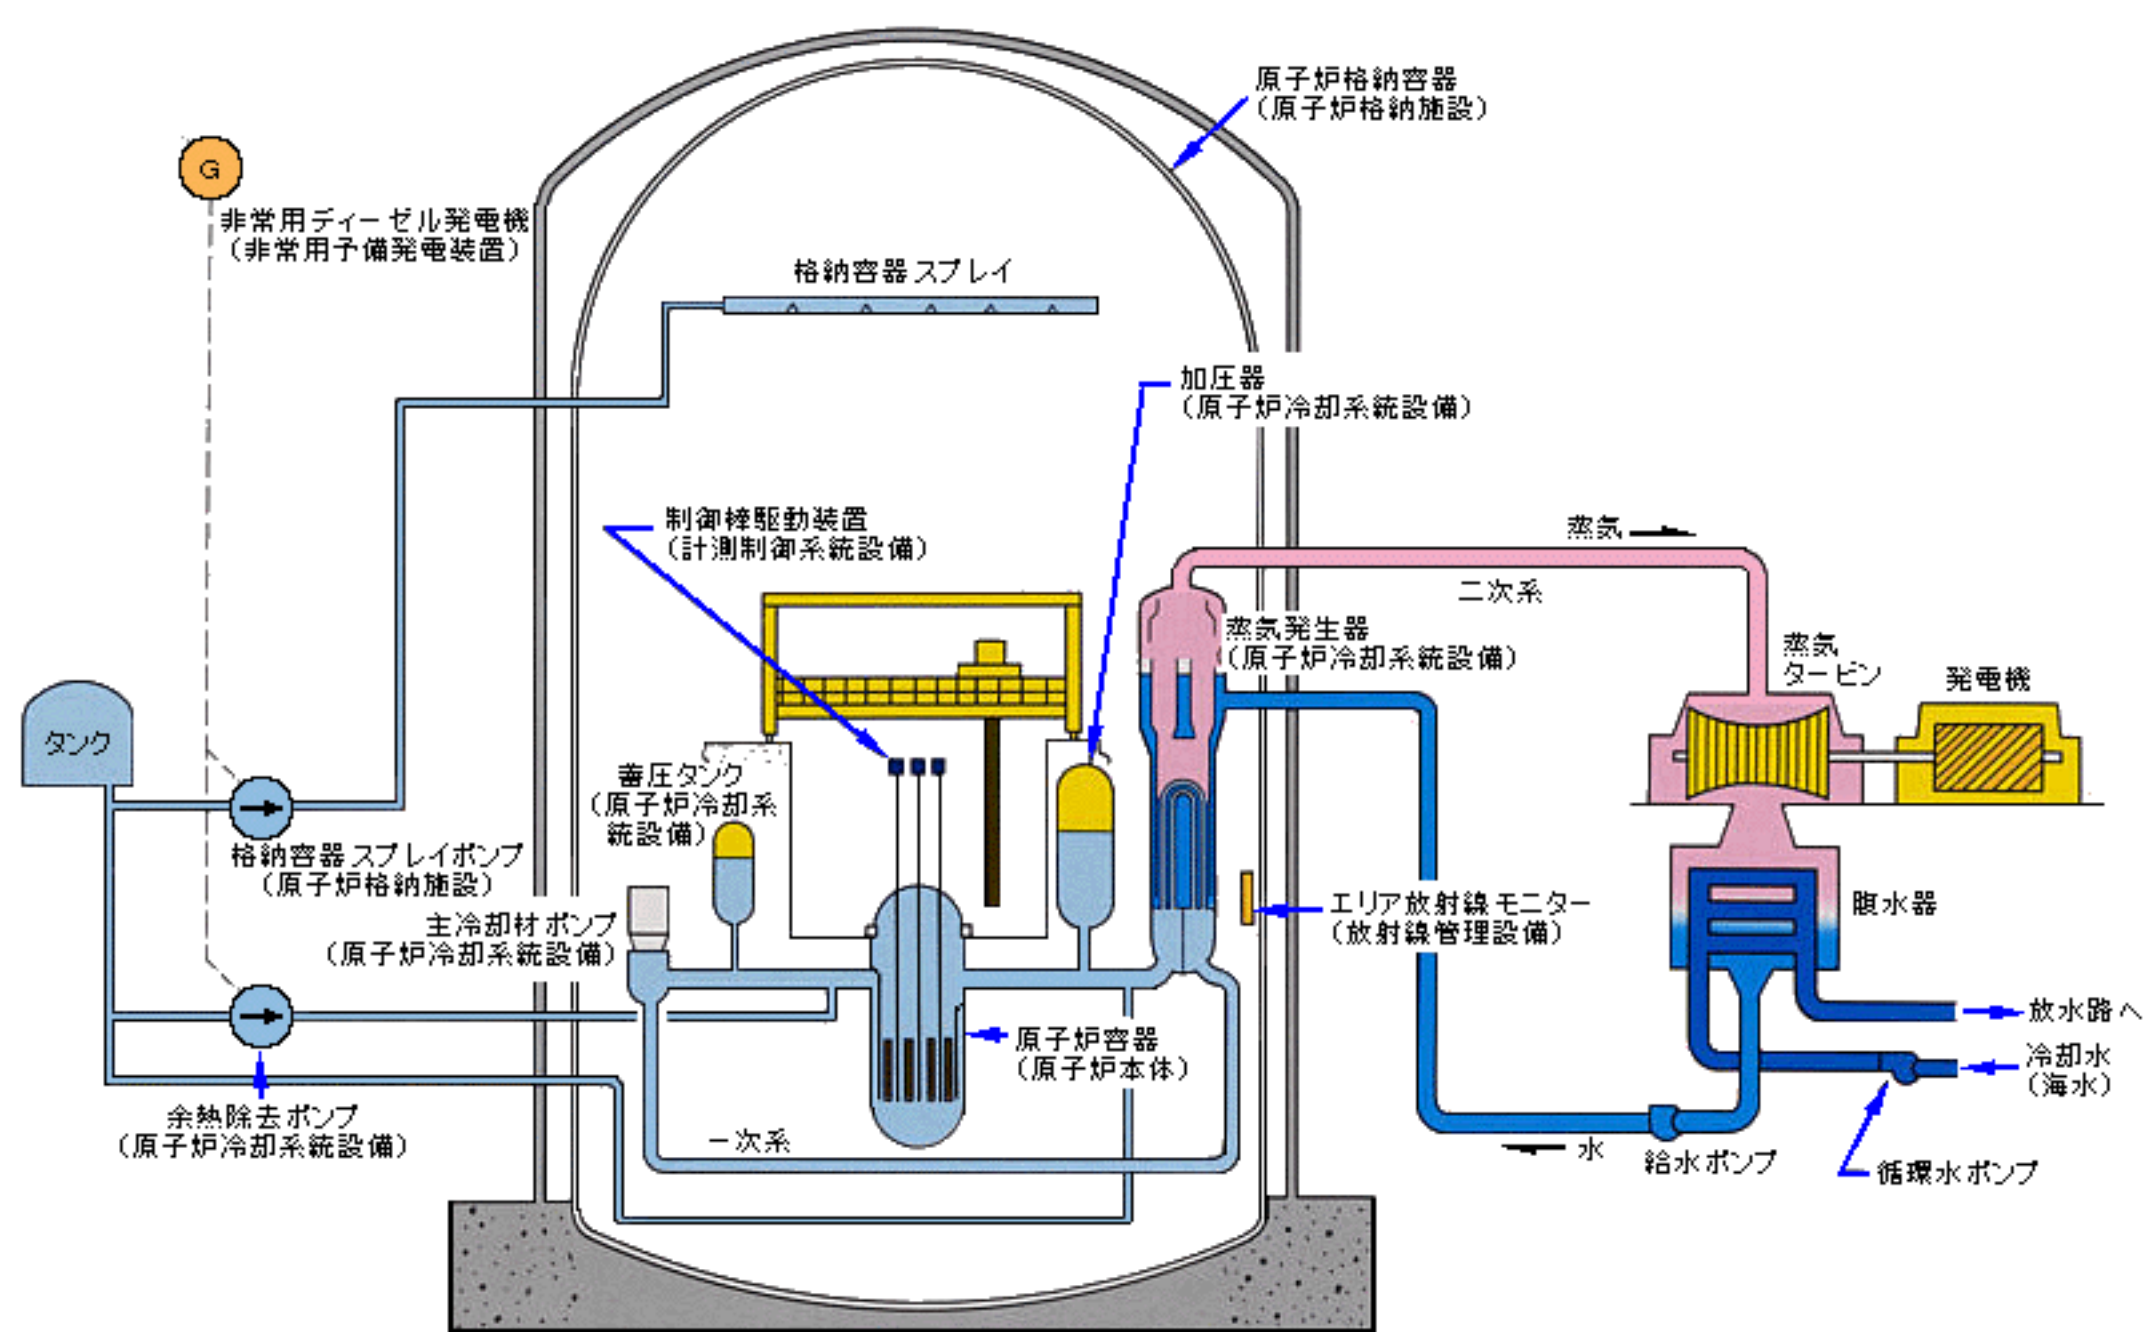 原子炉格納容器
（原子炉格納施設）
G
非常用ディーゼル発電機
（非常用予備発電装置）
格納容器スプレイ
加圧器
（原子炉冷却系統設備）
制御棒駆動装置
（計測制御系統設備）
蒸気
二次系
蒸気発生器
（原子炉冷却系統設備）
蒸気
タービン
発電機
タンク
蓄圧タンク
（原子炉冷却系
統設備）
格納容器スプレイポンプ
（原子炉格納施設）
主冷却材ポンプ
（原子炉冷却系統設備）
エリア放射線モニター
（放射線管理設備）
腹水器
放水路へ
原子炉容器
（原子炉本体）
冷却水
（海水）
余熱除去ポンプ
（原子炉冷却系統設備）
一次系
水
給水ポンプ
循環水ポンプ